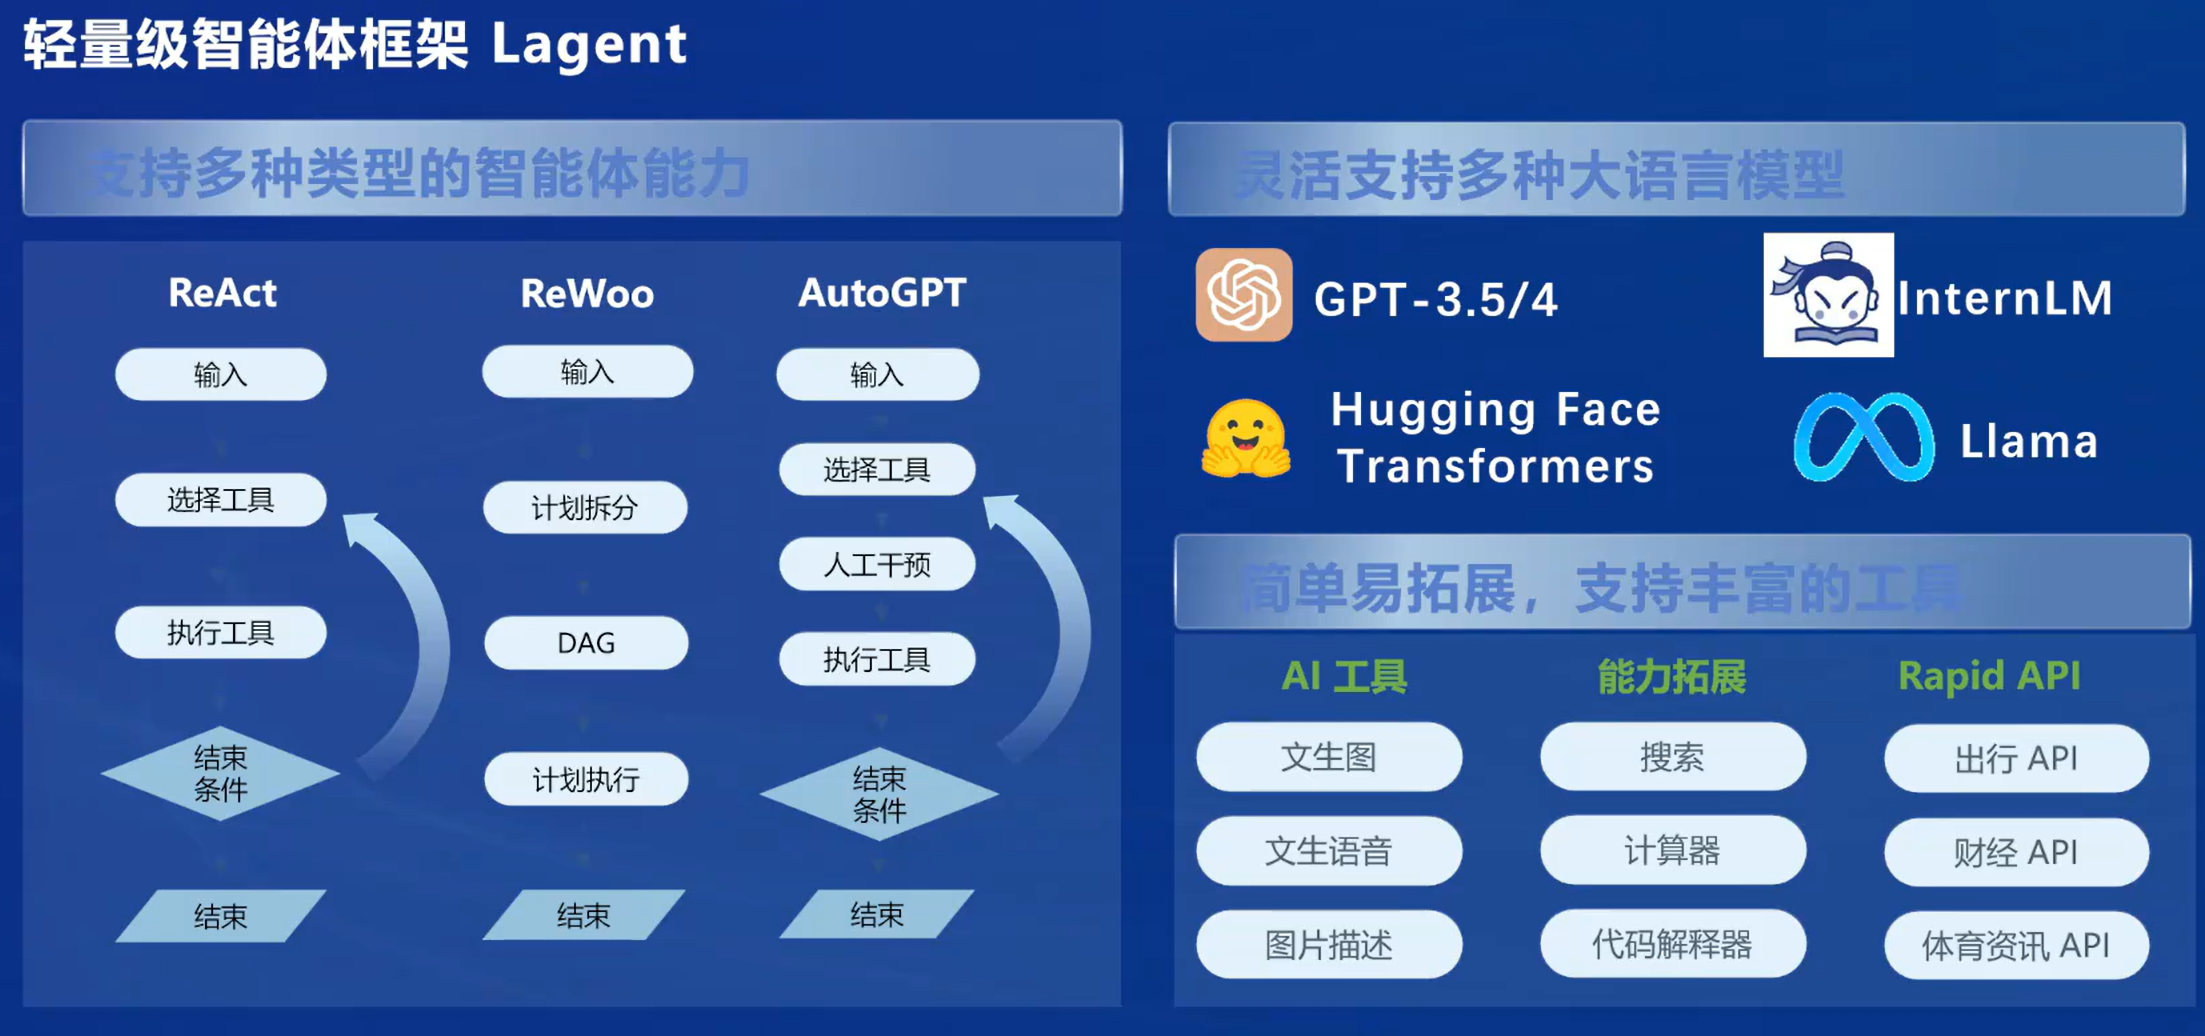 轻量级智能体框架 Lagent
支持多种类型的智能体能力
ReAct
输入
选择工具
执行工具
结束
条件
结束
ReWoo
输入
计划拆分
DAG
计划执行
结束
AutoGPT
输入
选择工具
人工干预
执行工具
结束
条件
结束
灵活支持多种大语言模型
GPT-3.5/4
InternLM
Hugging Face
Transformers
Llama
简单易拓展，支持丰富的工具
AI 工具
文生图
文生语音
图片描述
能力拓展
搜索
计算器
代码解释器
Rapid API
出行 API
财经 API
体育资讯 API